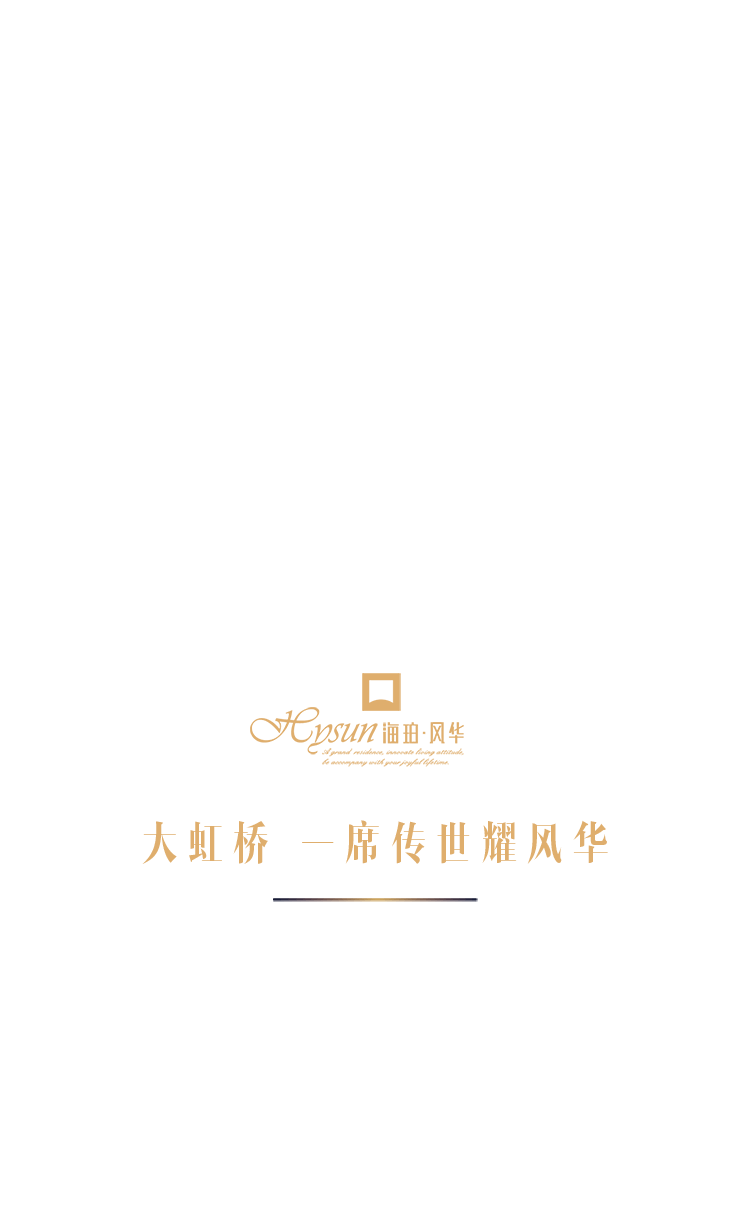 Hysun 海珀·风华
A grand residence, innovate living attitude,
be accompany with your joyful lifetime.
大虹桥 一席传世耀风华